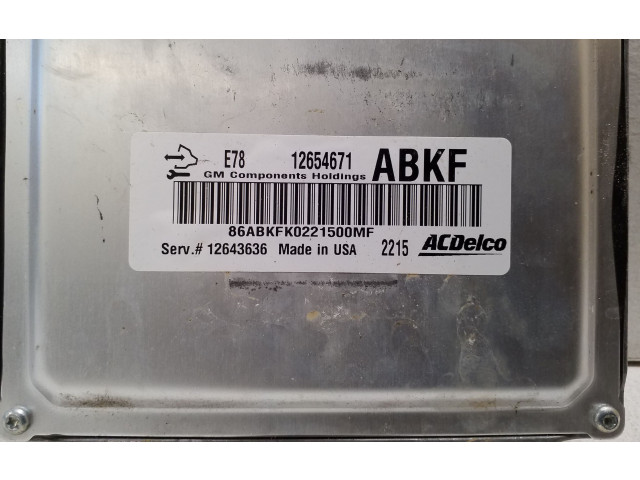 E78 12654671 ABKF
GM Components Holdings
86ABKFK0221500MF
Serv.# 12643636 Made in USA 2215 ACDelco